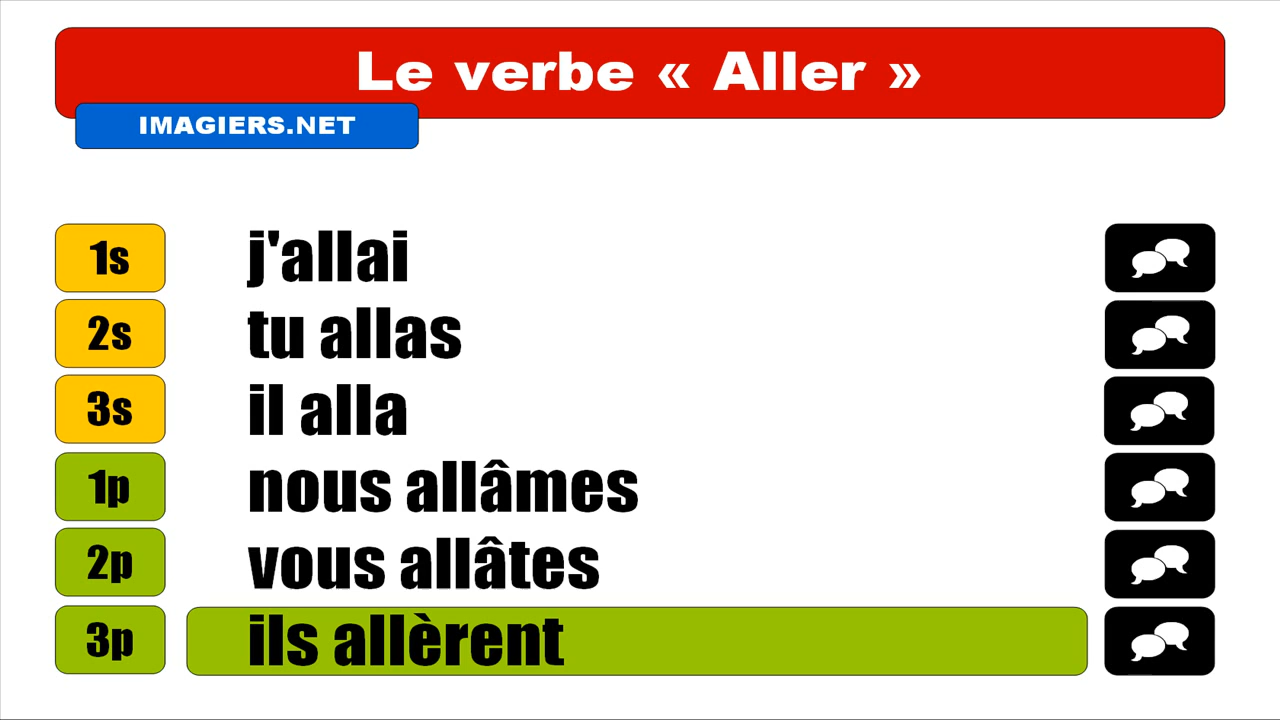 Le verbe « Aller »
IMAGIERS.NET
1s j'allai
2s tu allas
3s il alla
1p nous allâmes
2p vous allâtes
3p ils allèrent